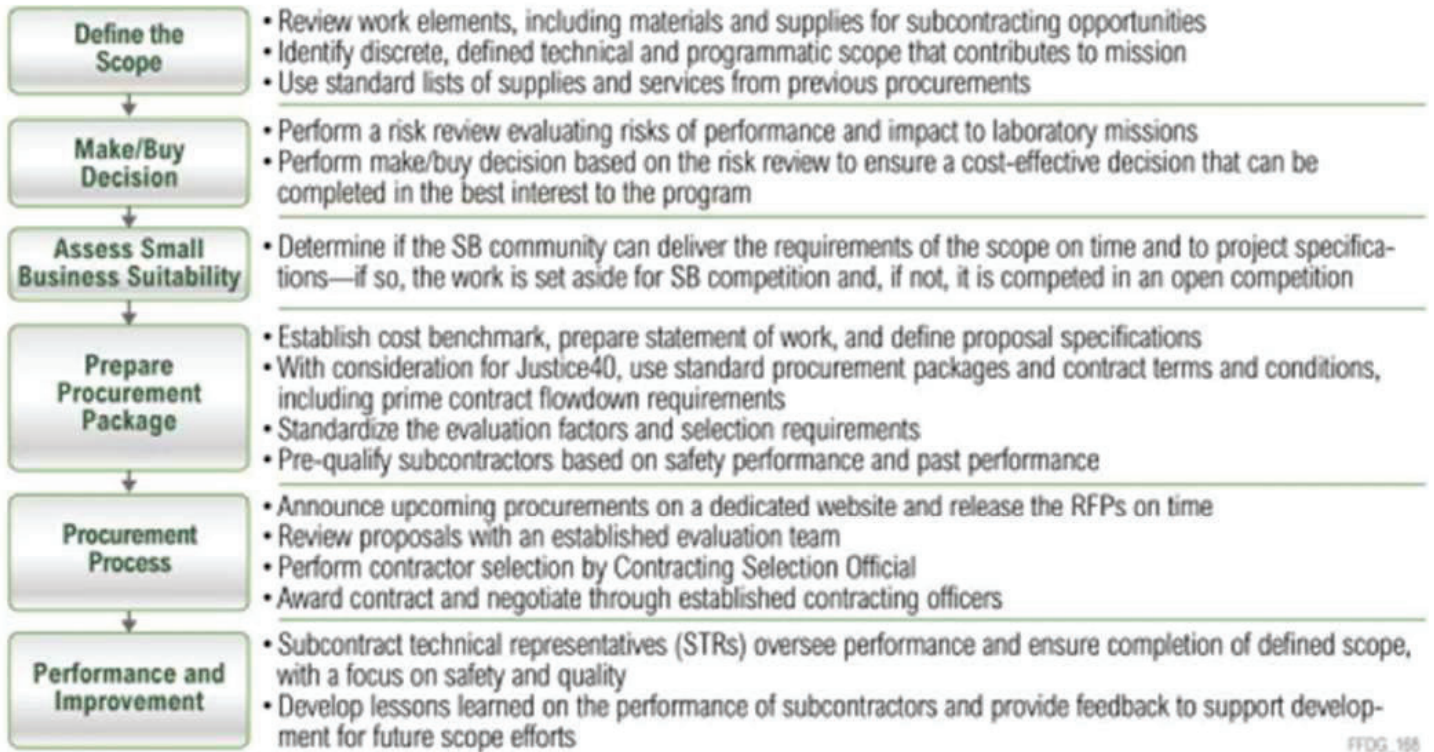 Define the
Scope
• Review work elements, including materials and supplies for subcontracting opportunities
• Identify discrete, defined technical and programmatic scope that contributes to mission
• Use standard lists of supplies and services from previous procurements
Make/Buy
Decision
• Perform a risk review evaluating risks of performance and impact to laboratory missions
• Perform make/buy decision based on the risk review to ensure a cost-effective decision that can be
completed in the best interest to the program
Assess Small
Business Suitability
• Determine if the SB community can deliver the requirements of the scope on time and to project specifica-
tions—if so, the work is set aside for SB competition and, if not, it is competed in an open competition
Prepare
Procurement
Package
• Establish cost benchmark, prepare statement of work, and define proposal specifications
• With consideration for Justice40, use standard procurement packages and contract terms and conditions,
including prime contract flowdown requirements
• Standardize the evaluation factors and selection requirements
• Pre-qualify subcontractors based on safety performance and past performance
Procurement
Process
• Announce upcoming procurements on a dedicated website and release the RFPs on time
• Review proposals with an established evaluation team
• Perform contractor selection by Contracting Selection Official
• Award contract and negotiate through established contracting officers
Performance and
Improvement
• Subcontract technical representatives (STRs) oversee performance and ensure completion of defined scope,
with a focus on safety and quality
• Develop lessons learned on the performance of subcontractors and provide feedback to support develop-
ment for future scope efforts
FFDG_168